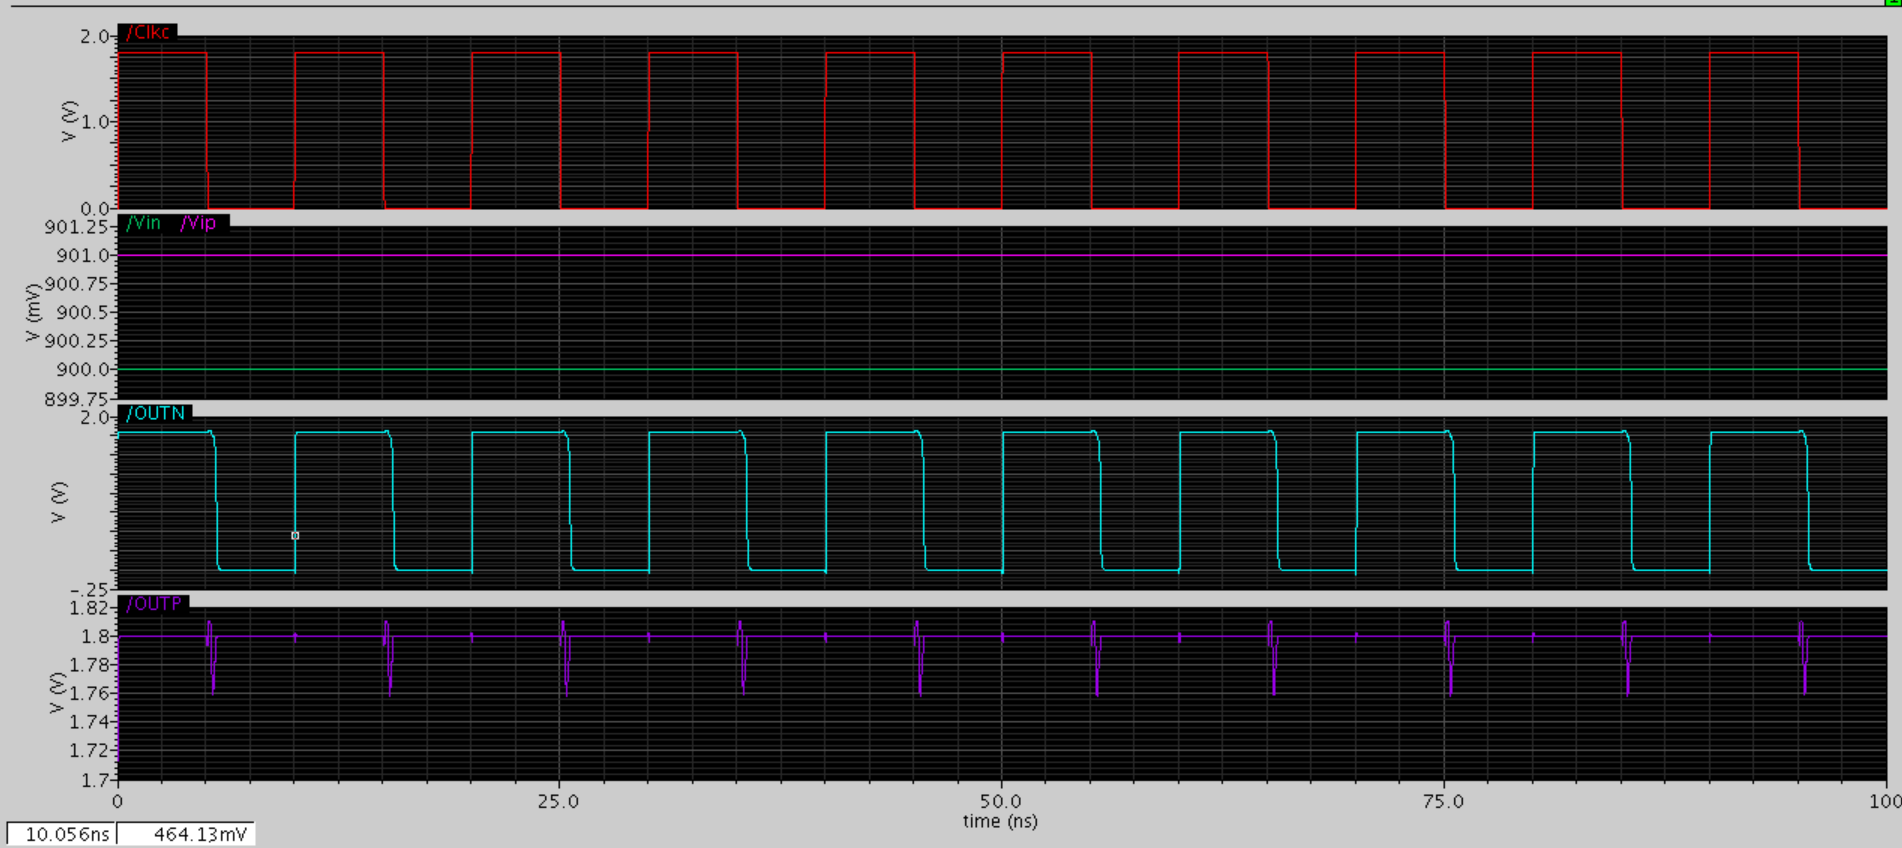 /Clkc
2.0
1.0
0.0
V (V)
/Vin /Vip
901.25
901.0
900.75
900.5
900.25
900.0
899.75
V (mV)
/OUTN
2.0
-.25
V (V)
/OUTP
1.82
1.8
1.78
1.76
1.74
1.72
1.7
V (V)
0 25.0 50.0 75.0 100
time (ns)
10.056ns 464.13mV